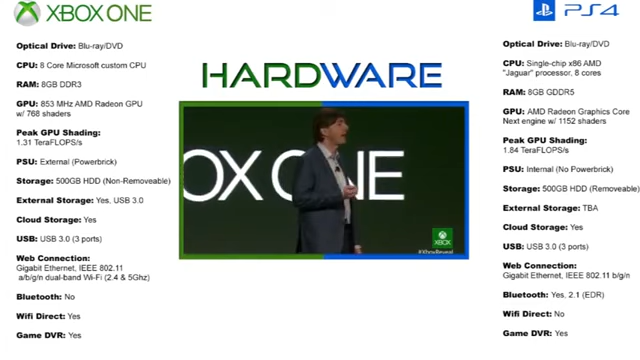 XBOX ONE
Optical Drive: Blu-ray/DVD
CPU: 8 Core Microsoft custom CPU
RAM: 8GB DDR3
GPU: 853 MHz AMD Radeon GPU
w/ 768 shaders
Peak GPU Shading:
1.31 TeraFLOPS/s
PSU: External (Powerbrick)
Storage: 500GB HDD (Non-Removeable)
External Storage: Yes, USB 3.0
Cloud Storage: Yes
USB: USB 3.0 (3 ports)
Web Connection:
Gigabit Ethernet, IEEE 802.11
a/b/g/n dual-band Wi-Fi (2.4 & 5Ghz)
Bluetooth: No
Wifi Direct: Yes
Game DVR: Yes
HARDWARE
OX ONE
XBOX
#XboxReveal
PS4
Optical Drive: Blu-ray/DVD
CPU: Single-chip x86 AMD
"Jaguar" processor, 8 cores
RAM: 8GB GDDR5
GPU: AMD Radeon Graphics Core
Next engine w/ 1152 shaders
Peak GPU Shading:
1.84 TeraFLOPS/s
PSU: Internal (No Powerbrick)
Storage: 500GB HDD (Removeable)
External Storage: TBA
Cloud Storage: Yes
USB: USB 3.0 (3 ports)
Web Connection:
Gigabit Ethernet, IEEE 802.11 b/g/n
Bluetooth: Yes, 2.1 (EDR)
Wifi Direct: No
Game DVR: Yes